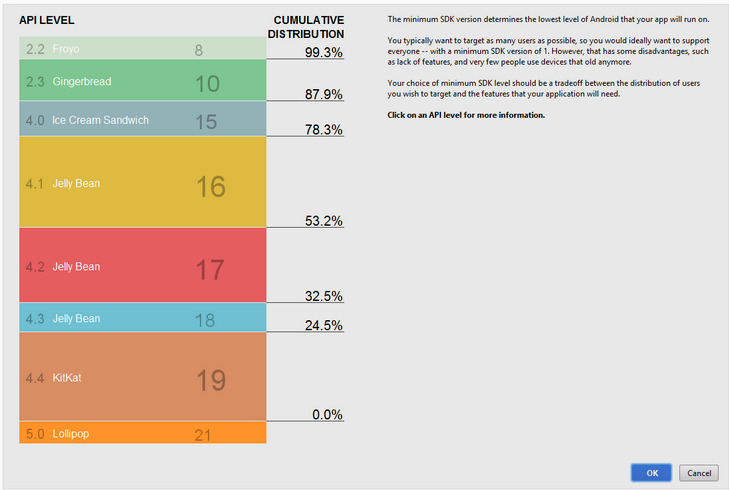 API LEVEL
CUMULATIVE
DISTRIBUTION
2.2 Froyo 8
99.3%
2.3 Gingerbread 10
87.9%
4.0 Ice Cream Sandwich 15
78.3%
4.1 Jelly Bean 16
53.2%
4.2 Jelly Bean 17
32.5%
4.3 Jelly Bean 18
24.5%
4.4 KitKat 19
0.0%
5.0 Lollipop 21
The minimum SDK version determines the lowest level of Android that your app will run on.
You typically want to target as many users as possible, so you would ideally want to support
everyone -- with a minimum SDK version of 1. However, that has some disadvantages, such
as lack of features, and very few people use devices that old anymore.
Your choice of minimum SDK level should be a tradeoff between the distribution of users
you wish to target and the features that your application will need.
Click on an API level for more information.
OK
Cancel